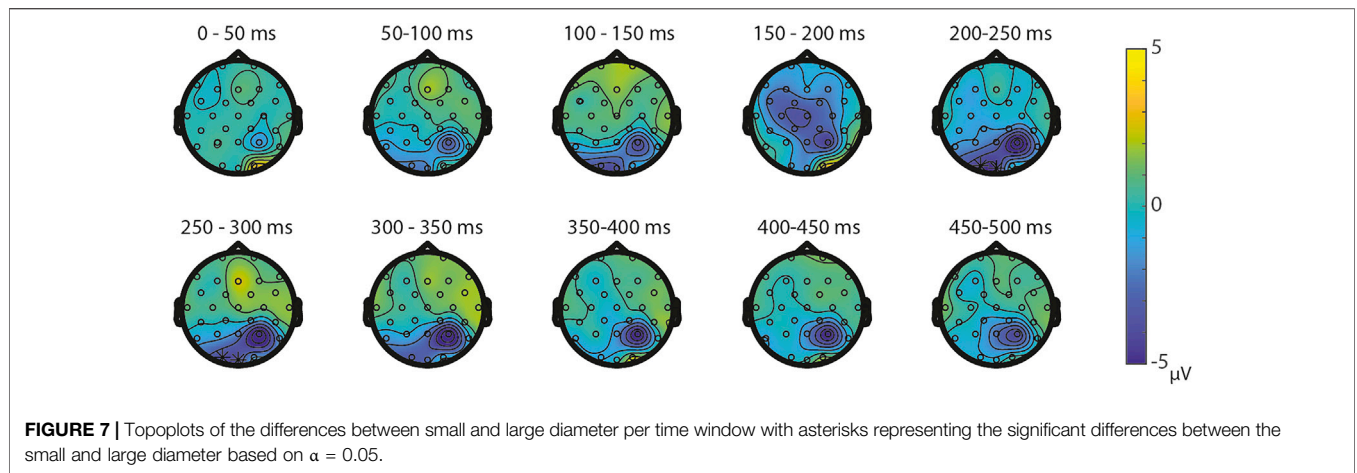 0 - 50 ms 50-100 ms 100 - 150 ms 150 - 200 ms 200-250 ms
5
0
-5
µV
250 - 300 ms 300 - 350 ms 350-400 ms 400-450 ms 450-500 ms
FIGURE 7 | Topoplots of the differences between small and large diameter per time window with asterisks representing the significant differences between the
small and large diameter based on α = 0.05.